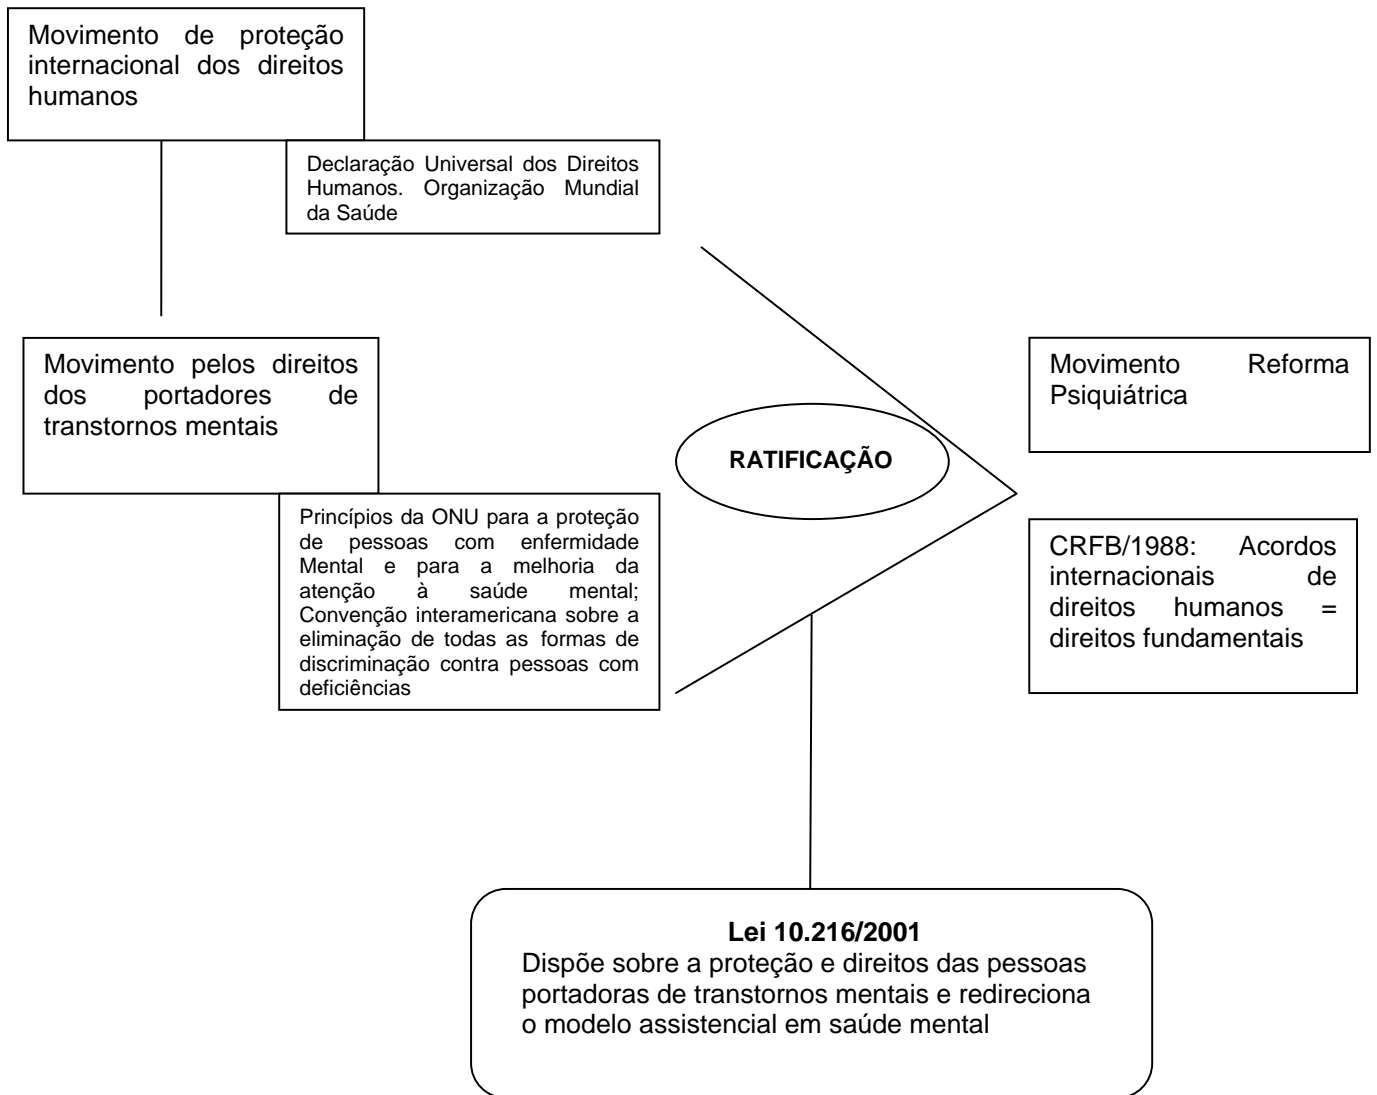 Movimento de proteção
internacional dos direitos
humanos
Declaração Universal dos Direitos
Humanos. Organização Mundial
da Saúde
Movimento pelos direitos
dos portadores de
transtornos mentais
Princípios da ONU para a proteção
de pessoas com enfermidade
Mental e para a melhoria da
atenção à saúde mental;
Convenção interamericana sobre a
eliminação de todas as formas de
discriminação contra pessoas com
deficiências
RATIFICAÇÃO
Movimento Reforma
Psiquiátrica
CRFB/1988: Acordos
internacionais de
direitos humanos =
direitos fundamentais
Lei 10.216/2001
Dispõe sobre a proteção e direitos das pessoas
portadoras de transtornos mentais e redireciona
o modelo assistencial em saúde mental